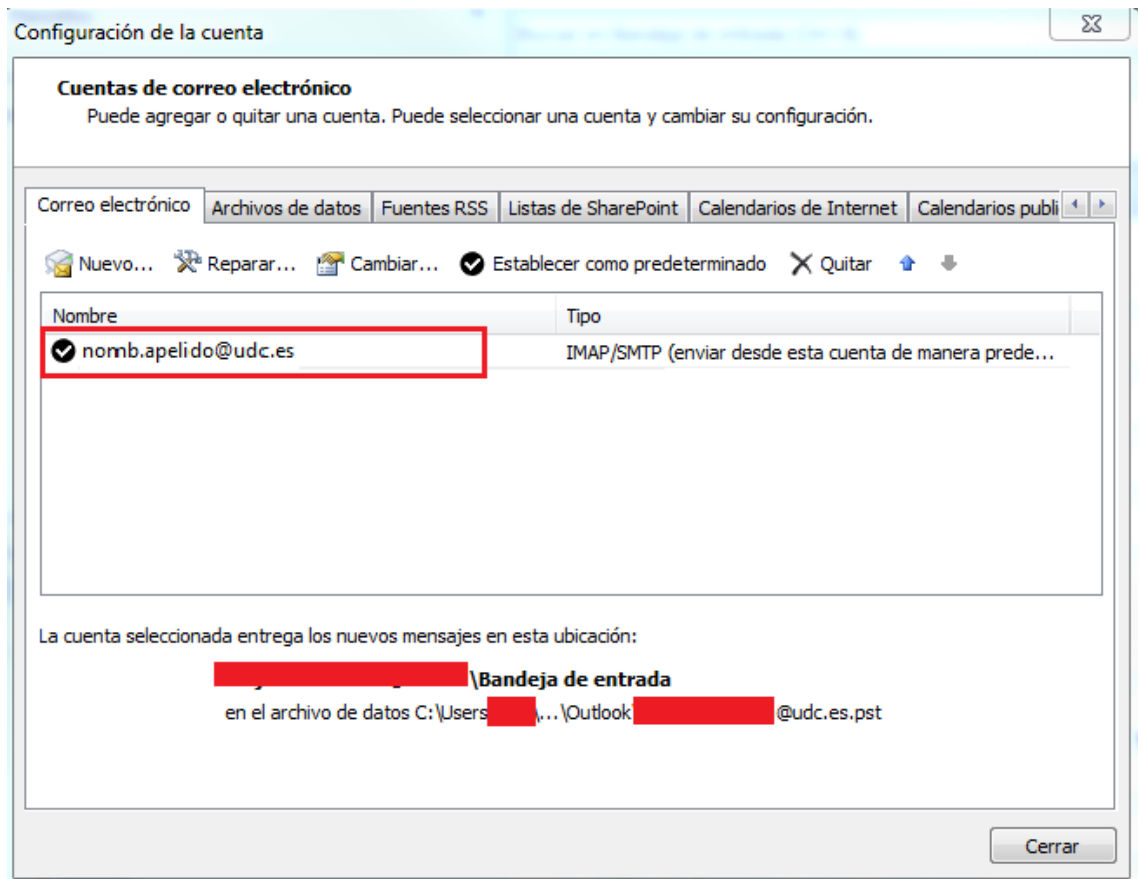 Configuración de la cuenta
Cuentas de correo electrónico
Puede agregar o quitar una cuenta. Puede seleccionar una cuenta y cambiar su configuración.
Correo electrónico Archivos de datos Fuentes RSS Listas de SharePoint Calendarios de Internet Calendarios publi
Nuevo... Reparar... Cambiar... Establecer como predeterminado Quitar
Nombre Tipo
nomb.apelido@udc.es IMAP/SMTP (enviar desde esta cuenta de manera prede...
La cuenta seleccionada entrega los nuevos mensajes en esta ubicación:
\Bandeja de entrada
en el archivo de datos C:\Users \...\Outlook\ @udc.es.pst
Cerrar